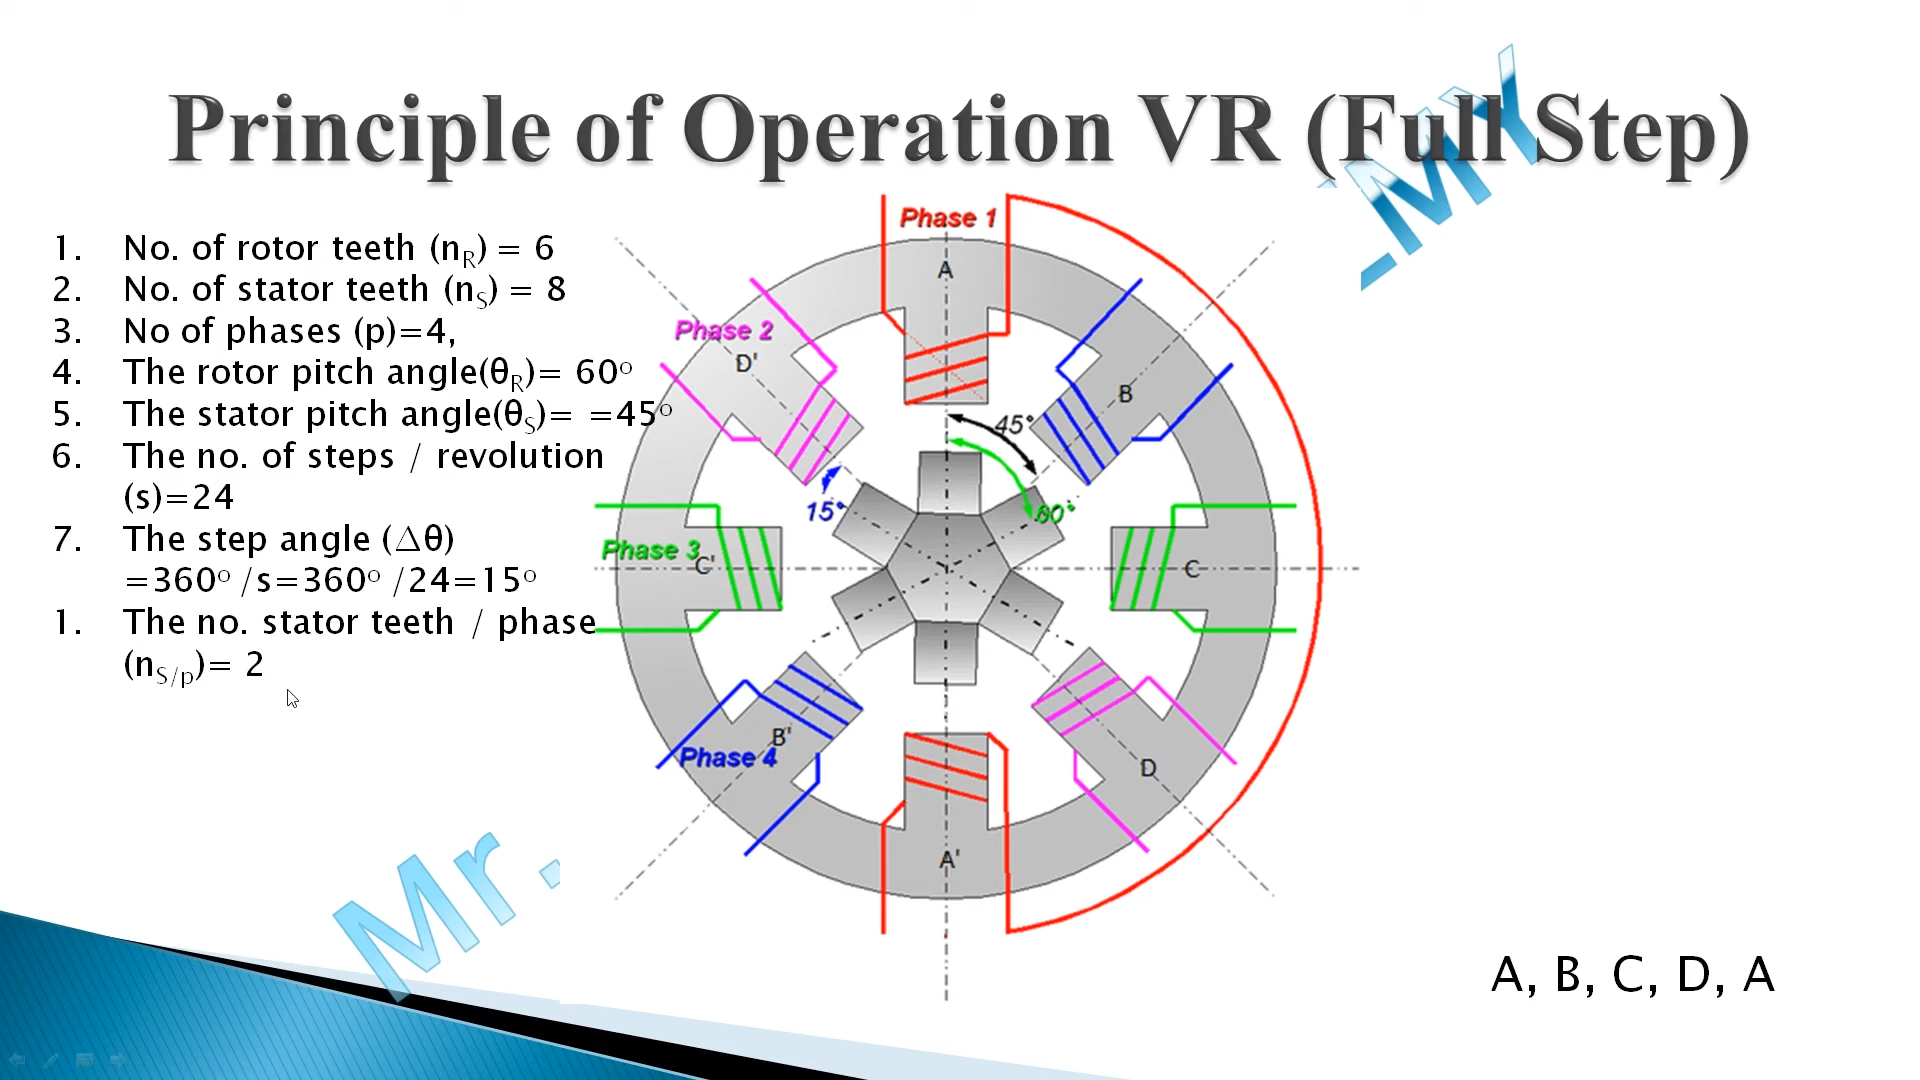 Principle of Operation VR (Full Step)
1. No. of rotor teeth (nR) = 6
2. No. of stator teeth (nS) = 8
3. No of phases (p)=4,
4. The rotor pitch angle(θR)= 60°
5. The stator pitch angle(θS)= =45°
6. The no. of steps / revolution
(s)=24
7. The step angle (△θ)
=360° /s=360° /24=15°
1. The no. stator teeth / phase
(nS/p)= 2
Phase 1
A
Phase 2
D'
B
45°
60°
15°
Phase 3
C'
C
B'
Phase 4
D
A'
A, B, C, D, A
Mr.
LMY